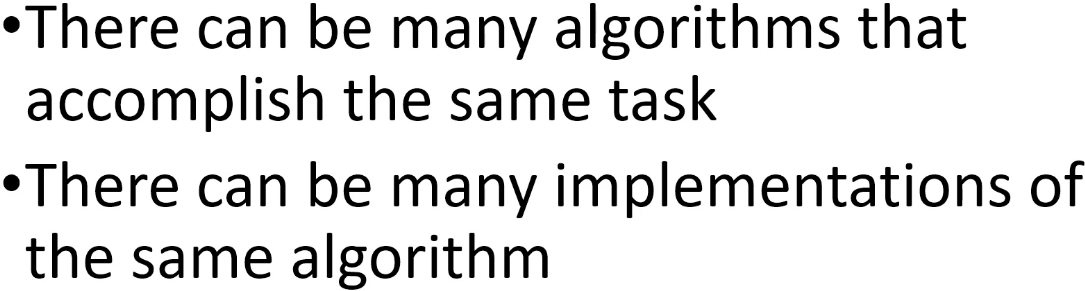 •There can be many algorithms that
accomplish the same task
•There can be many implementations of
the same algorithm